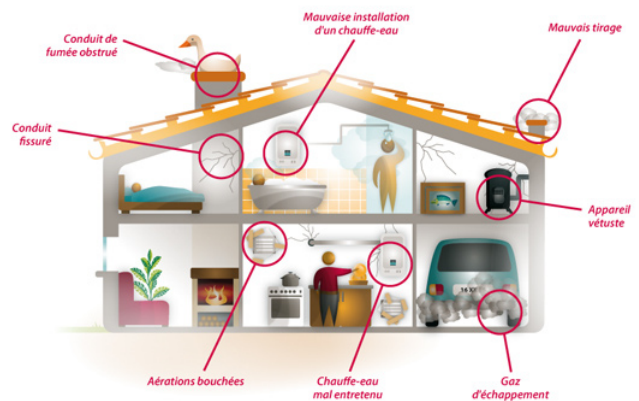 Conduit de
fumée obstrué
Mauvaise installation
d'un chauffe-eau
Mauvais tirage
Conduit
fissuré
Appareil
vétuste
Aérations bouchées
Chauffe-eau
mal entretenu
Gaz
d'échappement